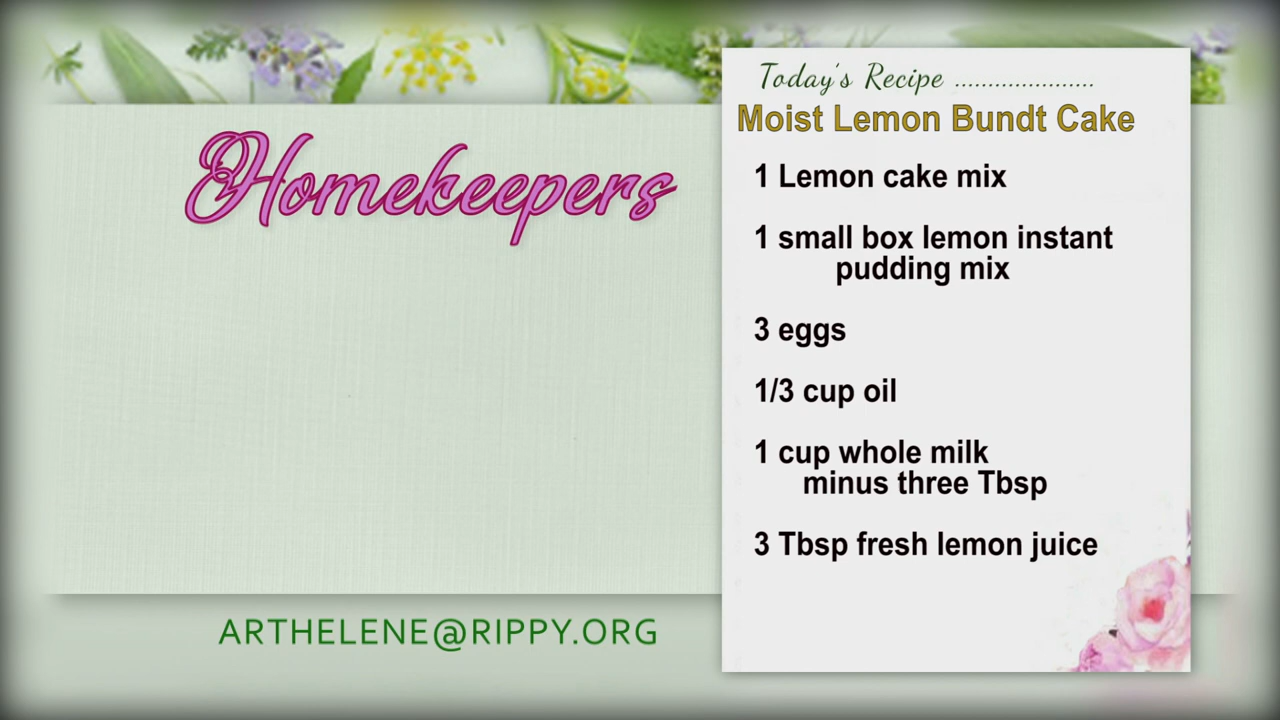 Homekeepers
Today's Recipe .....................
Moist Lemon Bundt Cake
1 Lemon cake mix
1 small box lemon instant
pudding mix
3 eggs
1/3 cup oil
1 cup whole milk
minus three Tbsp
3 Tbsp fresh lemon juice
ARTHELENE@RIPPY.ORG